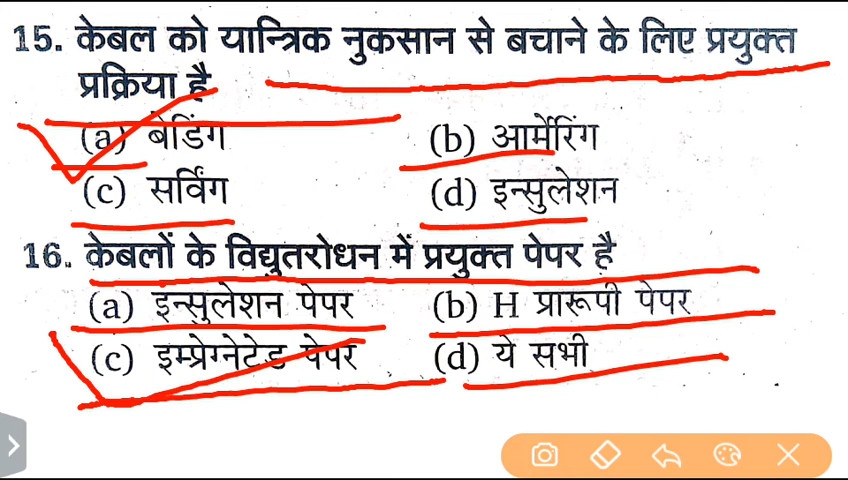 15. केबल को यान्त्रिक नुकसान से बचाने के लिए प्रयुक्त
प्रक्रिया है
(a) बेडिंग (b) आर्मेरिंग
(c) सर्विंग (d) इन्सुलेशन
16. केबलों के विद्युतरोधन में प्रयुक्त पेपर है
(a) इन्सुलेशन पेपर (b) H प्रारूपी पेपर
(c) इम्प्रेग्नेटेड पेपर (d) ये सभी